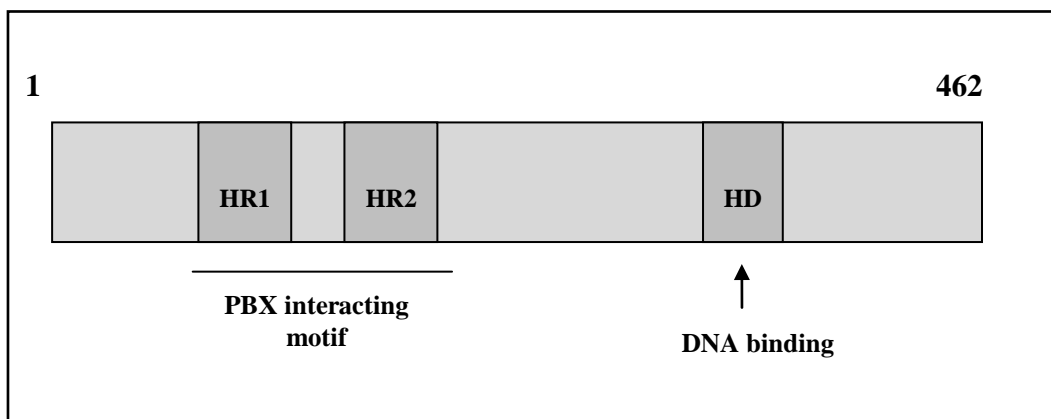 1
462
HR1
HR2
HD
PBX interacting
motif
DNA binding